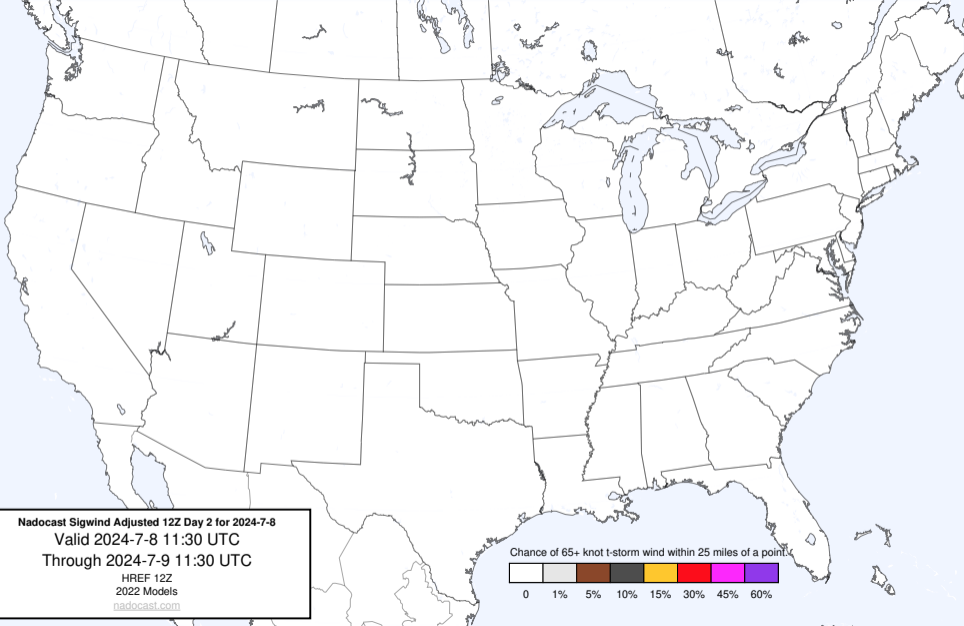 Nadocast Sigwind Adjusted 12Z Day 2 for 2024-7-8
Valid 2024-7-8 11:30 UTC
Through 2024-7-9 11:30 UTC
HREF 12Z
2022 Models
nadocast.com
Chance of 65+ knot t-storm wind within 25 miles of a point.
0 1% 5% 10% 15% 30% 45% 60%